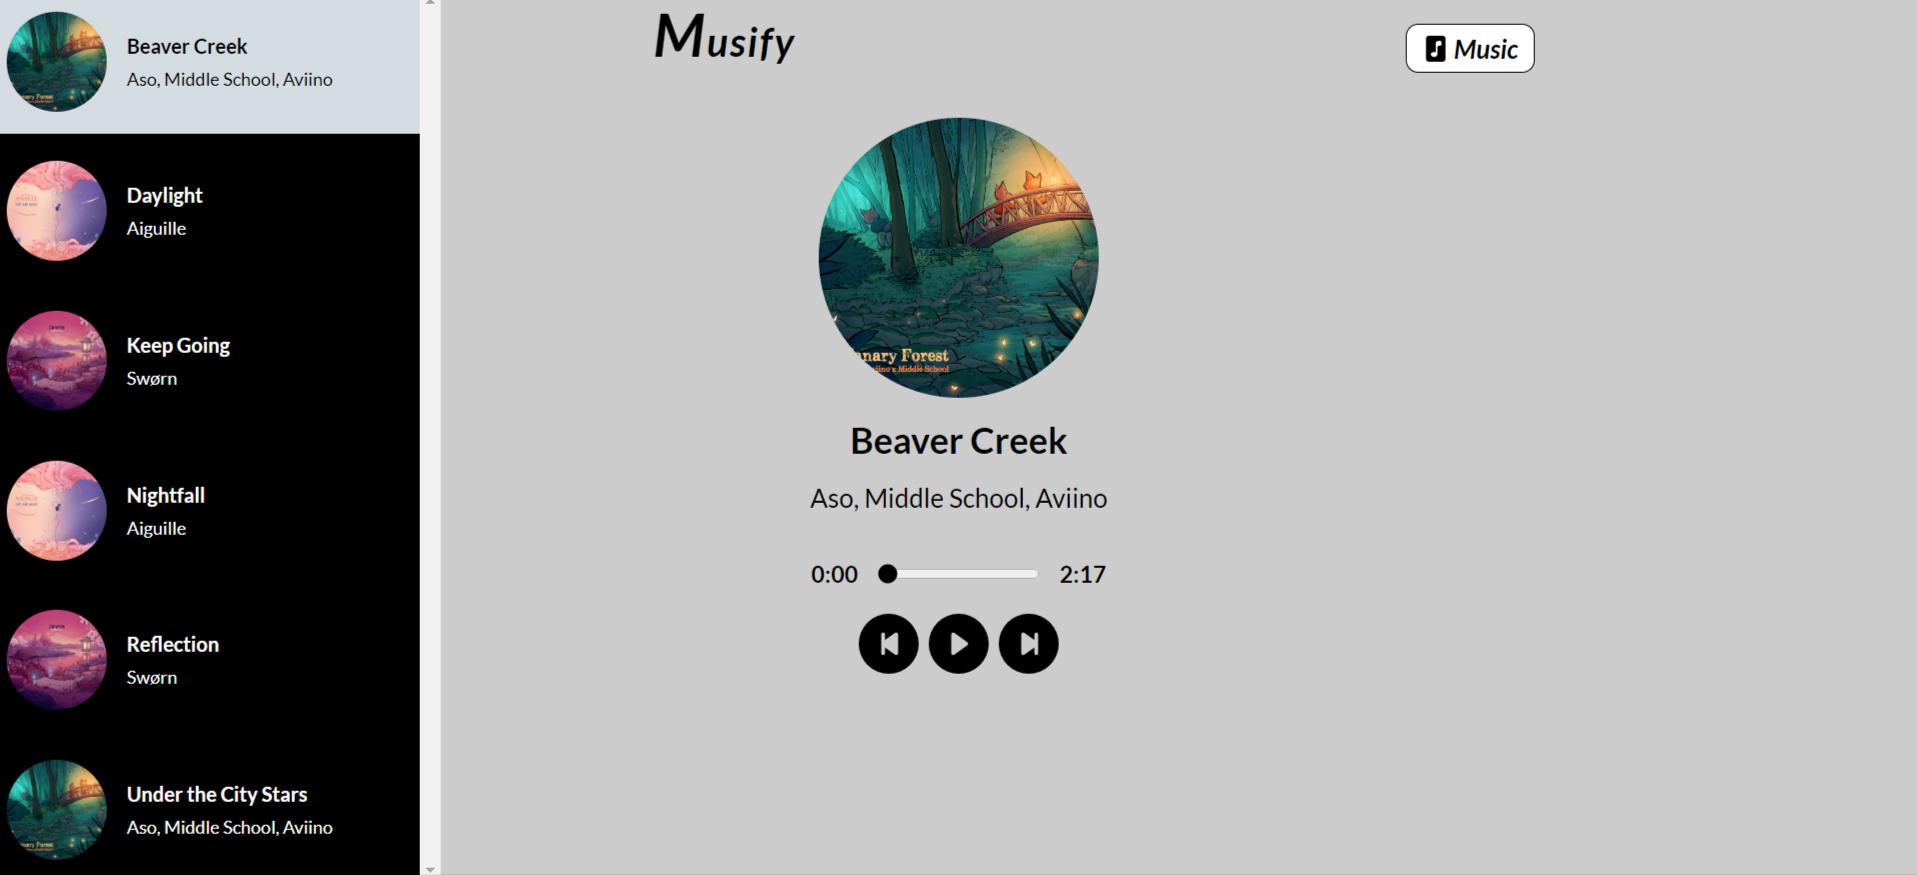 Beaver Creek
Aso, Middle School, Aviino
Daylight
Aiguille
Keep Going
Swørn
Nightfall
Aiguille
Reflection
Swørn
Under the City Stars
Aso, Middle School, Aviino
Musify
Music
nary Forest
iino x Middle School
Beaver Creek
Aso, Middle School, Aviino
0:00 2:17